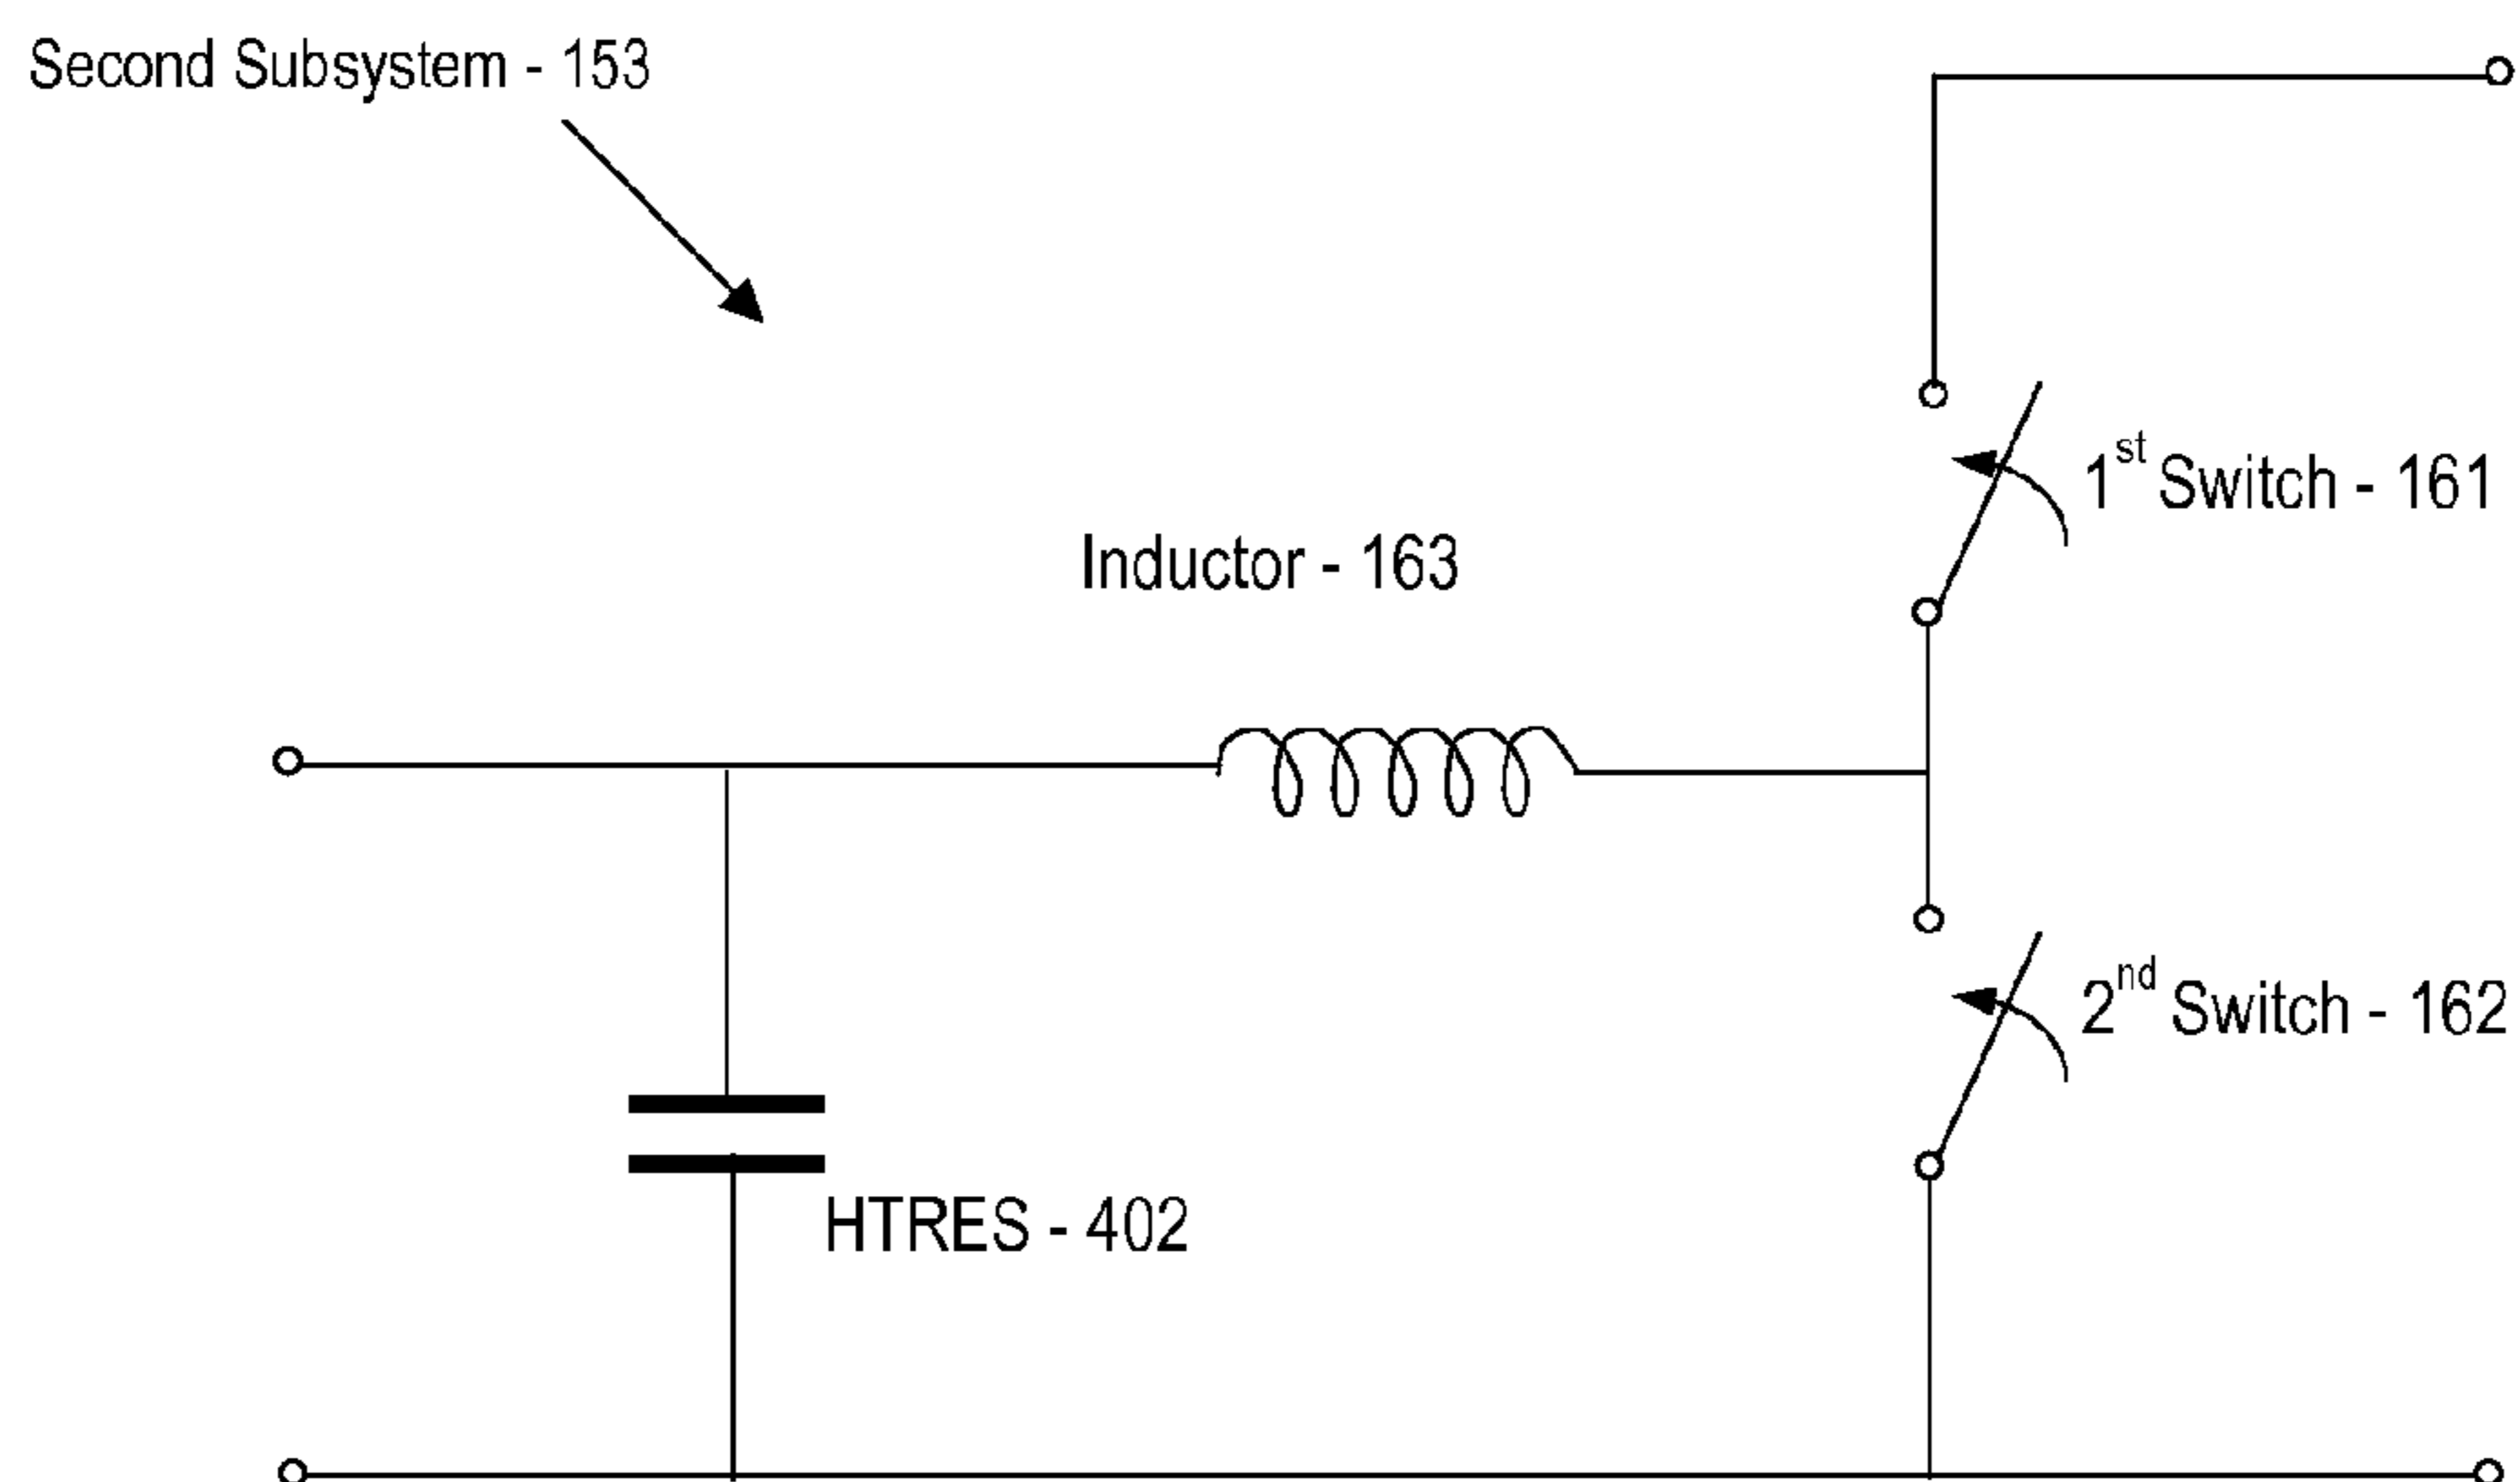 Second Subsystem - 153
1st Switch - 161
Inductor - 163
2nd Switch - 162
HTRES - 402